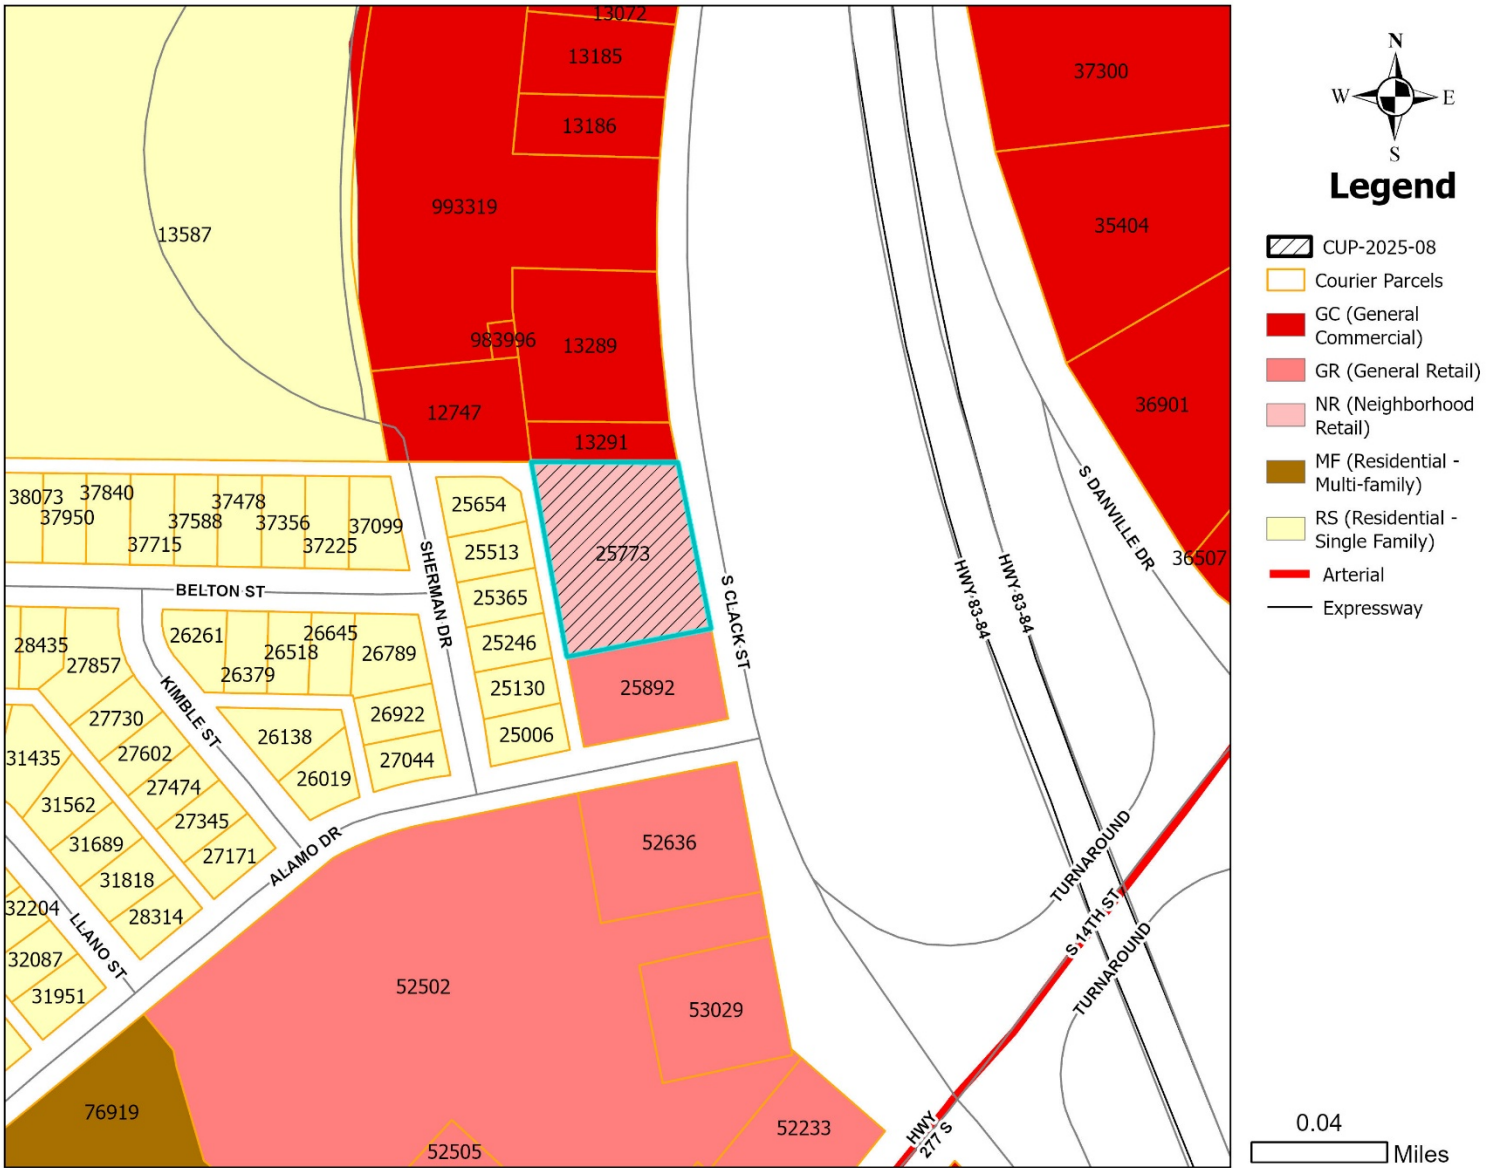 13072
13185
13186
37300
993319
13587
35404
983996
13289
12747
36901
13291
38073
37840
37950
37715
37588
37478
37356
37225
37099
25654
25513
25773
25365
25246
25130
25006
25892
36507
SHERMAN DR
S CLACK ST
HWY 83-84
HWY 83-84
S DANVILLE DR
BELTON ST
28435
27857
26261
26379
26518
26645
26789
26922
27044
27730
27602
27474
27345
27171
KIMBLE ST
26138
26019
31435
31562
31689
31818
28314
ALAMO DR
32204
32087
31951
LLANO ST
52636
52502
53029
TURNAROUND
S 14TH ST
TURNAROUND
76919
52505
52233
HWY
277 S
N
W
E
S
Legend
CUP-2025-08
Courier Parcels
GC (General
Commercial)
GR (General Retail)
NR (Neighborhood
Retail)
MF (Residential -
Multi-family)
RS (Residential -
Single Family)
Arterial
Expressway
0.04
Miles